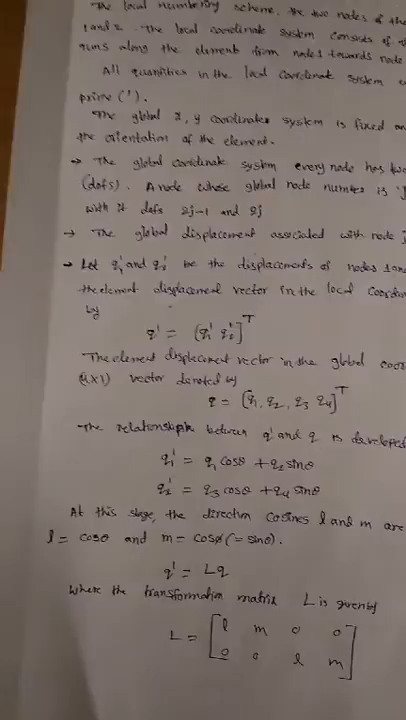 The local numbering scheme, the two nodes of the
1 and 2. The local coordinate system consists of
runs along the element from node 1 towards node
All quantities in the local coordinate system
prime (').
The global x, y coordinates system is fixed an
the orientation of the element.
→ The global coordinate system every node has two
(dofs). A node whose global node number is 'j
with it dofs 2j-1 and 2j
→ The global displacement associated with node j
→ Let q₁' and q₂' be the displacements of nodes 1 and
the element displacement vector in the local coordin
by
q' = (q₁' q₂']ᵀ
The element displacement vector in the global coor
(4x1) vector denoted by
q = [q₁, q₂, q₃ q₄]ᵀ
The relationship between q' and q is developed
q₁' = q₁ cosθ + q₂ sinθ
q₂' = q₃ cosθ + q₄ sinθ
At this stage, the direction cosines l and m are
l = cosθ and m = cosφ (= sinθ).
q' = Lq
Where the transformation matrix L is given by
L = [l m 0 0
0 0 l m]